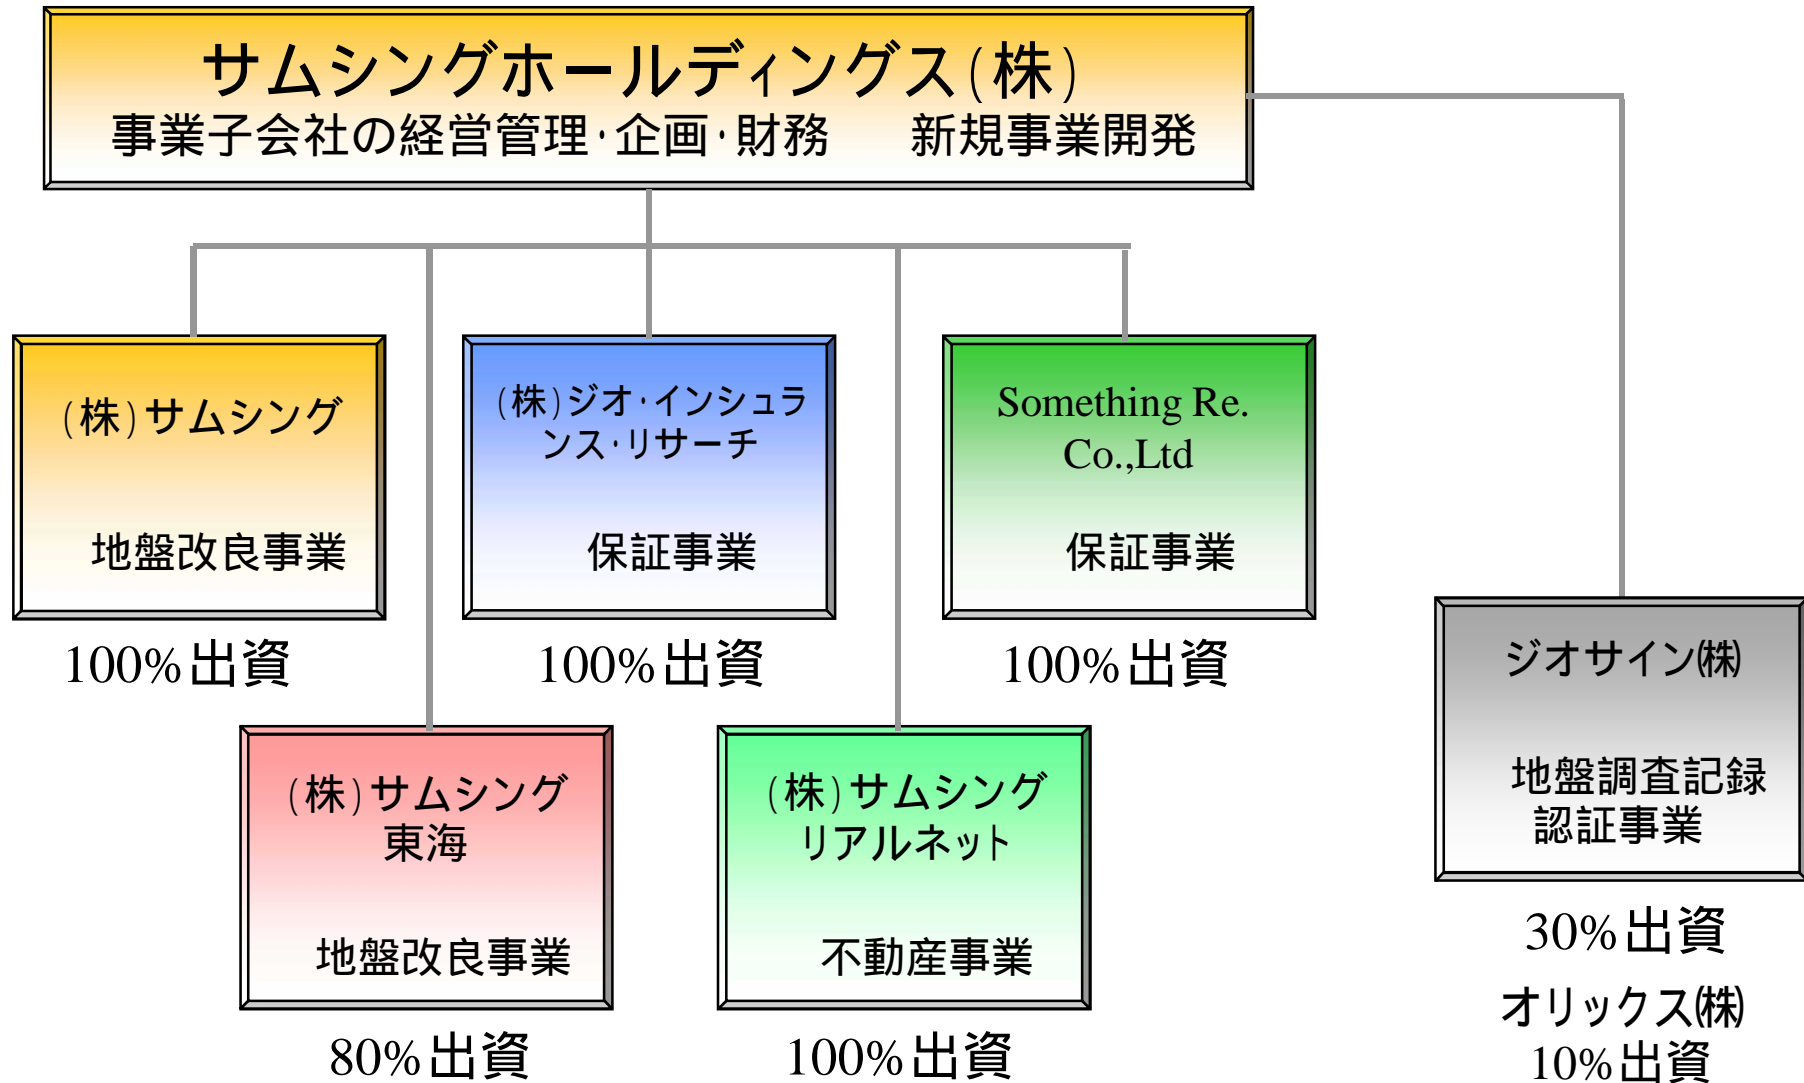 サムシングホールディングス(株)
事業子会社の経営管理･企画･財務　新規事業開発
(株)サムシング
地盤改良事業
100%出資
(株)ジオ･インシュラ
ンス･リサーチ
保証事業
100%出資
Something Re.
Co.,Ltd
保証事業
100%出資
(株)サムシング
東海
地盤改良事業
80%出資
(株)サムシング
リアルネット
不動産事業
100%出資
ジオサイン㈱
地盤調査記録
認証事業
30%出資
オリックス㈱
10%出資